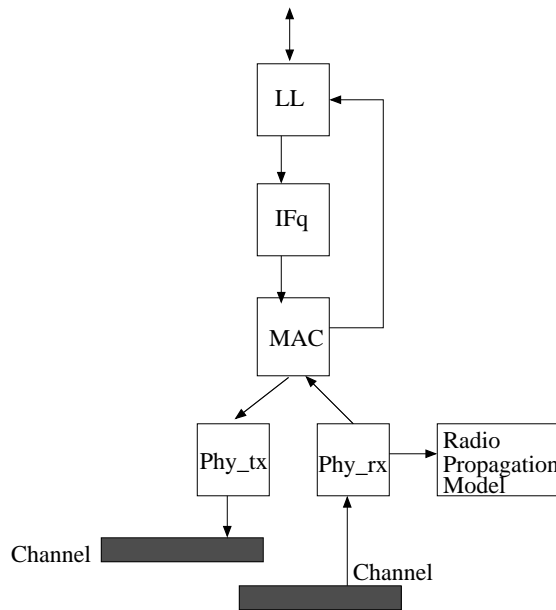 LL
IFq
MAC
Phy_tx
Phy_rx
Radio
Propagation
Model
Channel
Channel